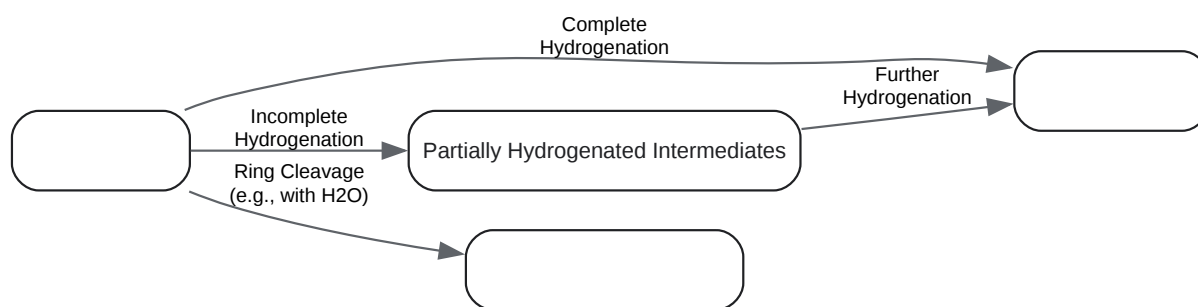 Complete
Hydrogenation
Further
Hydrogenation
Incomplete
Hydrogenation
Partially Hydrogenated Intermediates
Ring Cleavage
(e.g., with H2O)